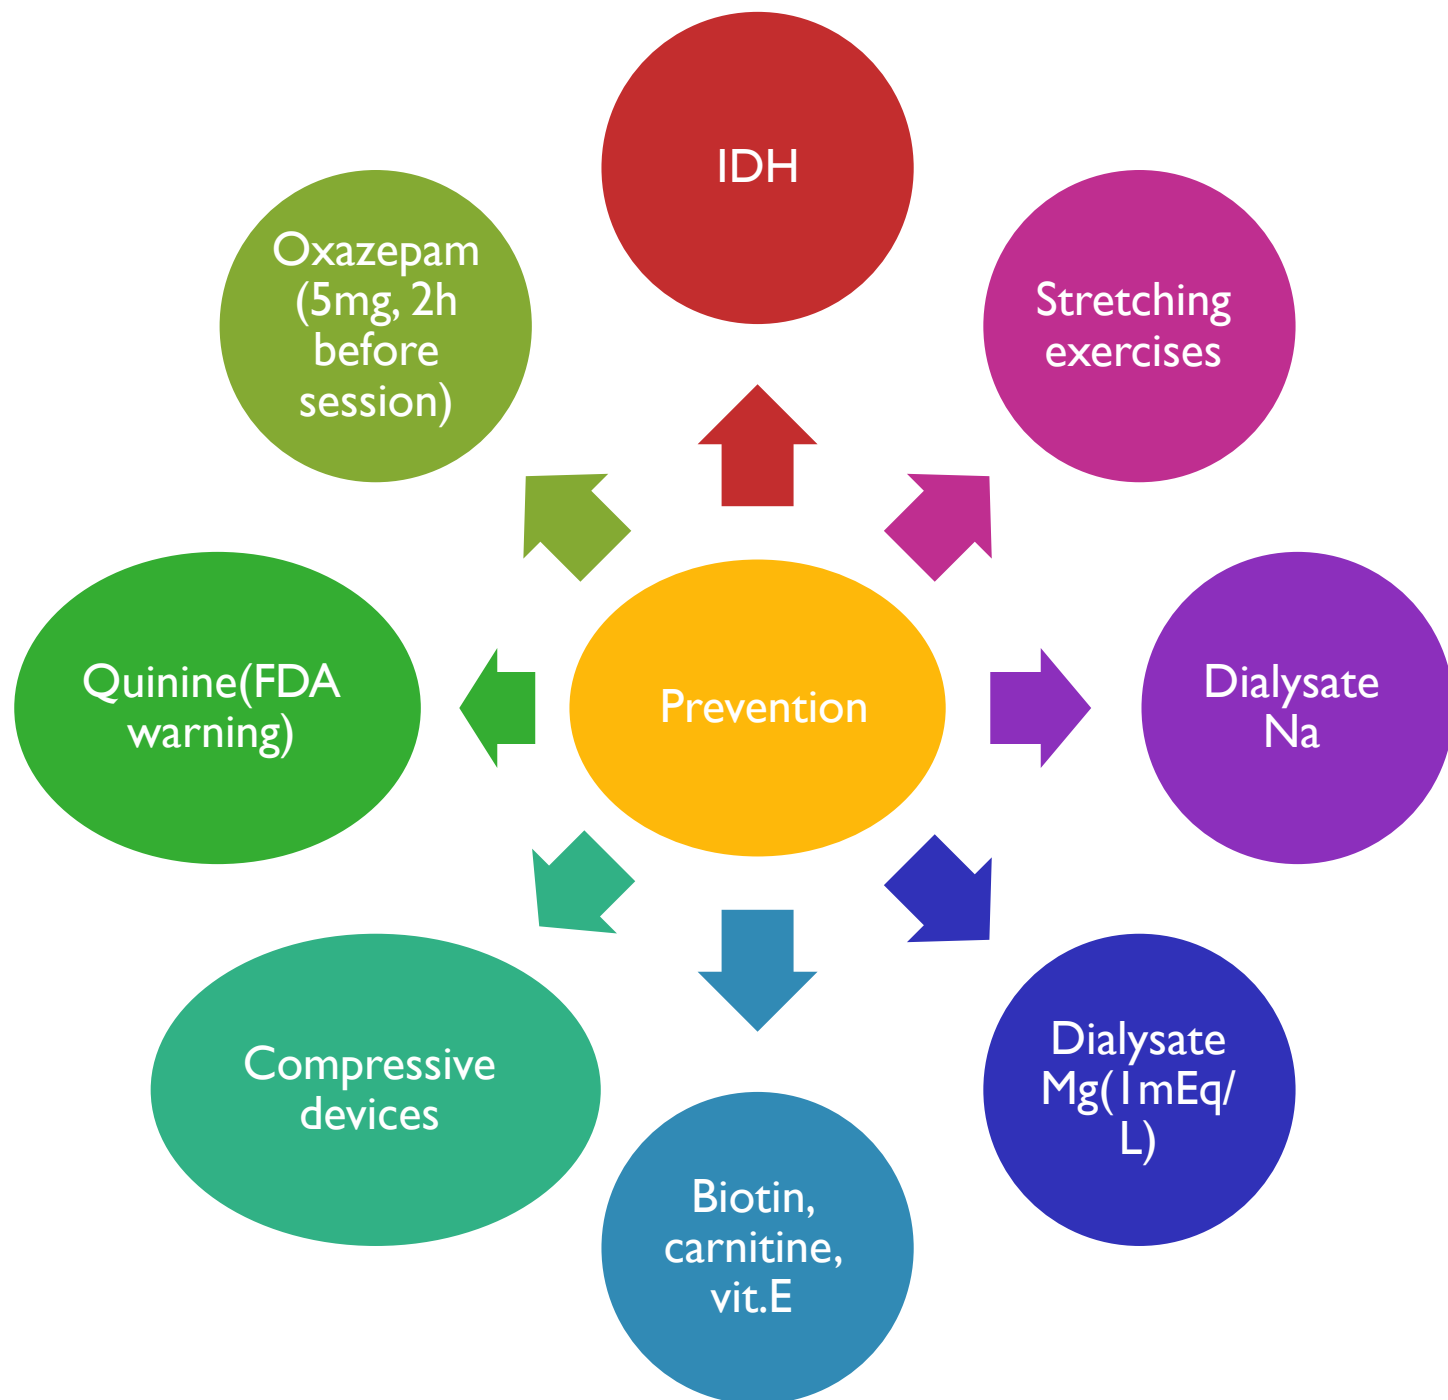 IDH
Oxazepam
(5mg, 2h
before
session)
Stretching
exercises
Quinine(FDA
warning)
Prevention
Dialysate
Na
Compressive
devices
Dialysate
Mg(1mEq/
L)
Biotin,
carnitine,
vit.E